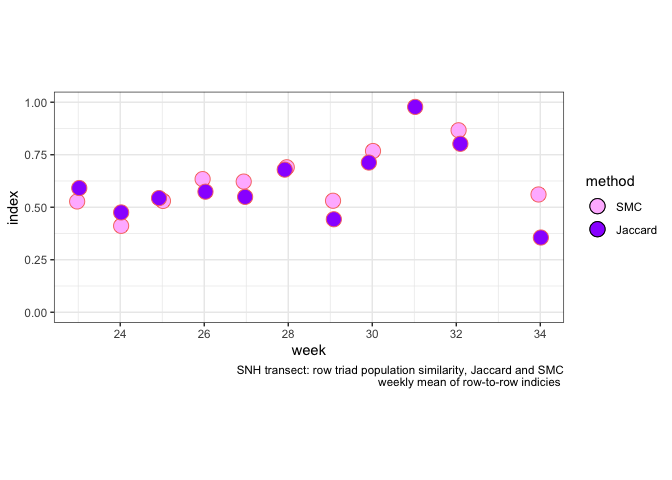 1.00
0.75
0.50
0.25
0.00
index
24 26 28 30 32 34
week
method
SMC
Jaccard
SNH transect: row triad population similarity, Jaccard and SMC
weekly mean of row-to-row indicies